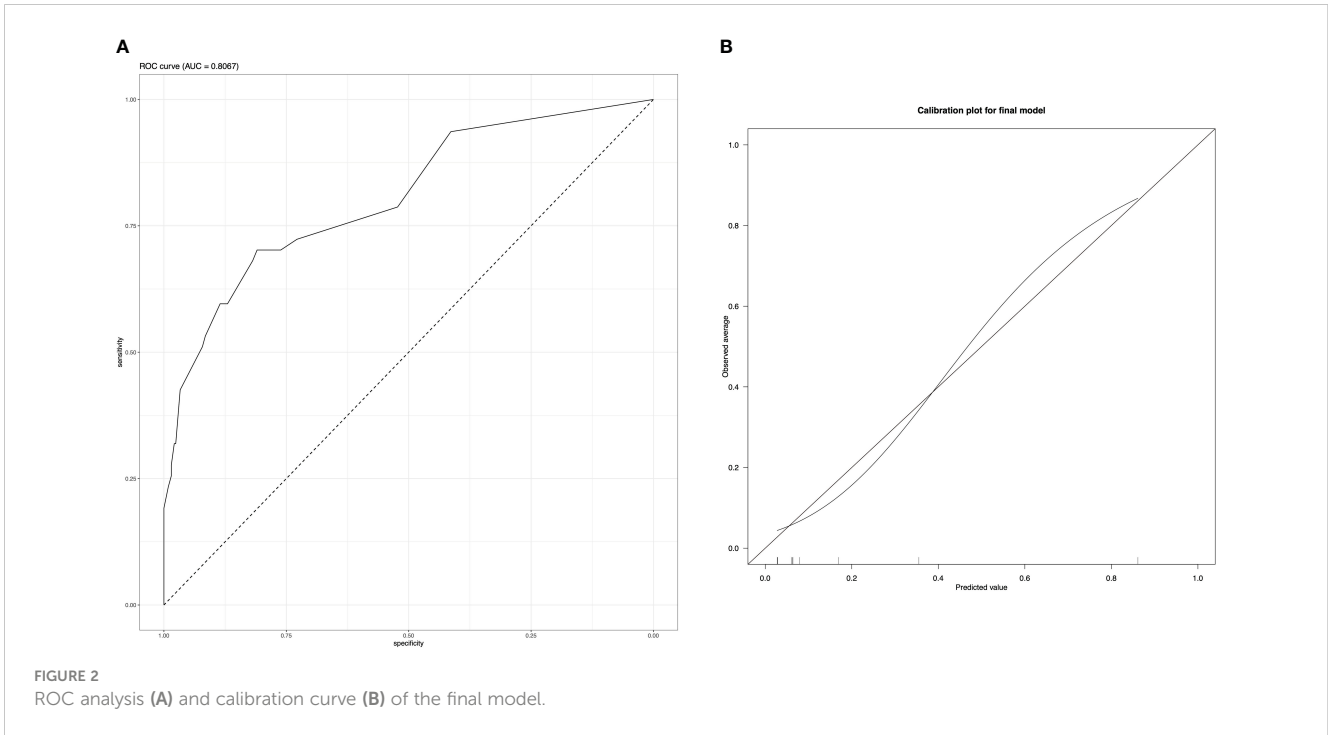 A
ROC curve (AUC = 0.8067)
1.00
0.75
0.50
0.25
0.00
sensitivity
1.00
0.75
0.50
0.25
0.00
specificity
B
Calibration plot for final model
1.0
0.8
0.6
0.4
0.2
0.0
Observed average
0.0
0.2
0.4
0.6
0.8
1.0
Predicted value
FIGURE 2
ROC analysis (A) and calibration curve (B) of the final model.